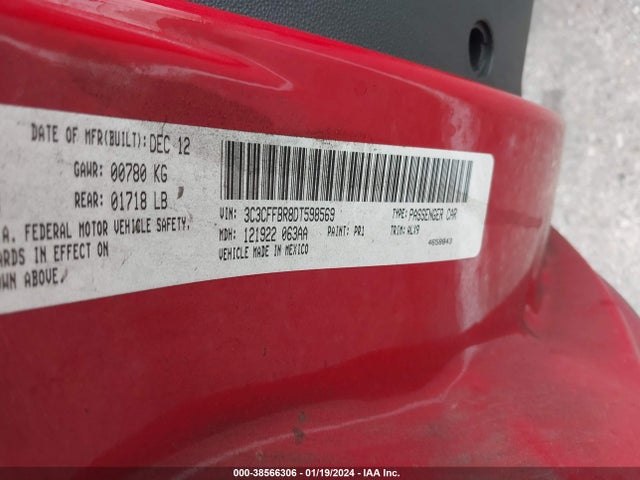 DATE OF MFR(BUILT): DEC 12
GAWR: 00780 KG
REAR: 01718 LB
A. FEDERAL MOTOR VEHICLE SAFETY
ARDS IN EFFECT ON
OWN ABOVE.
VIN: 3C3CFFBR8DT598569
TYPE: PASSENGER CAR
MDH: 121922 063AA
PAINT: PR1
TRIM: ALX9
VEHICLE MADE IN MEXICO
4658043
000-38566306 - 01/19/2024 - IAA Inc.